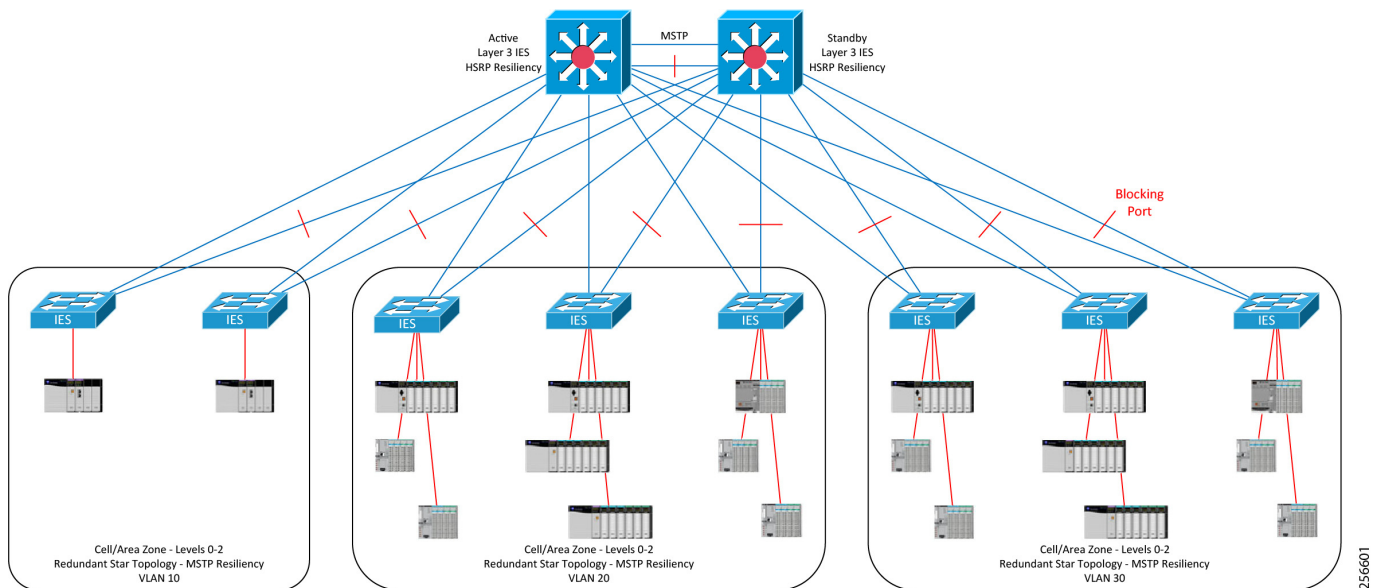 Active
Layer 3 IES
HSRP Resiliency
MSTP
Standby
Layer 3 IES
HSRP Resiliency
Blocking
Port
IES
IES
IES
IES
IES
IES
IES
IES
Cell/Area Zone - Levels 0-2
Redundant Star Topology - MSTP Resiliency
VLAN 10
Cell/Area Zone - Levels 0-2
Redundant Star Topology - MSTP Resiliency
VLAN 20
Cell/Area Zone - Levels 0-2
Redundant Star Topology - MSTP Resiliency
VLAN 30
256601